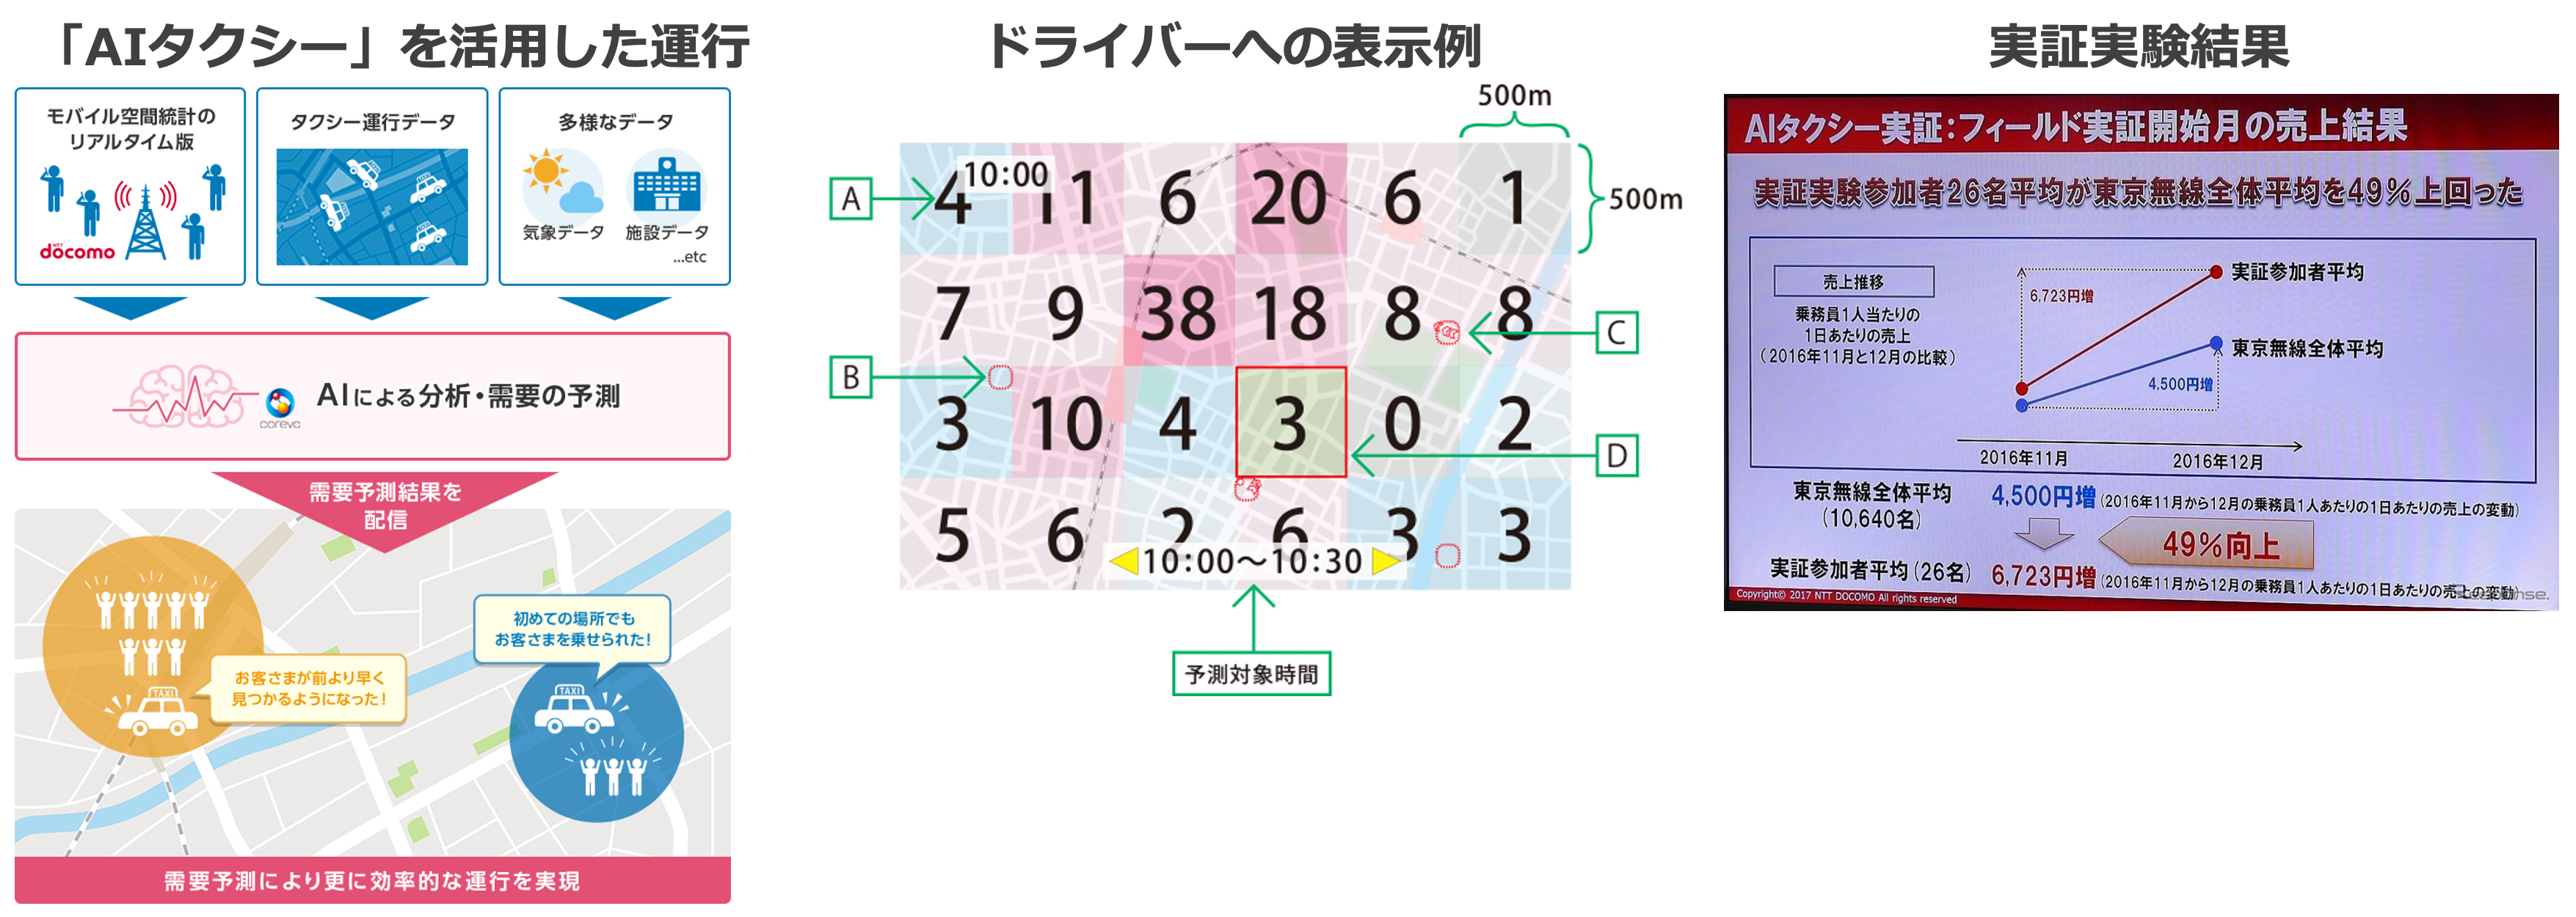 「AIタクシー」を活用した運行
モバイル空間統計の
リアルタイム版
NTT
docomo
タクシー運行データ
多様なデータ
気象データ
施設データ
...etc
corevo
AIによる分析・需要の予測
需要予測結果を
配信
お客さまが前より早く
見つかるようになった!
TAXI
初めての場所でも
お客さまを乗せられた!
TAXI
需要予測により更に効率的な運行を実現
ドライバーへの表示例
500m
500m
10:00
A
4 11 6 20 6 1
7 9 38 18 8 8
C
B
3 10 4 3 0 2
D
5 6 2 6 3 3
10:00～10:30
予測対象時間
実証実験結果
AIタクシー実証：フィールド実証開始月の売上結果
実証実験参加者26名平均が東京無線全体平均を49%上回った
売上推移
乗務員1人当たりの
1日あたりの売上
（2016年11月と12月の比較）
6,723円増
実証参加者平均
東京無線全体平均
4,500円増
2016年11月
2016年12月
東京無線全体平均
（10,640名）
4,500円増（2016年11月から12月の乗務員1人あたりの1日あたりの売上の変動）
49%向上
実証参加者平均（26名）
6,723円増（2016年11月から12月の乗務員1人あたりの1日あたりの売上の変動）
Copyright© 2017 NTT DOCOMO All rights reserved